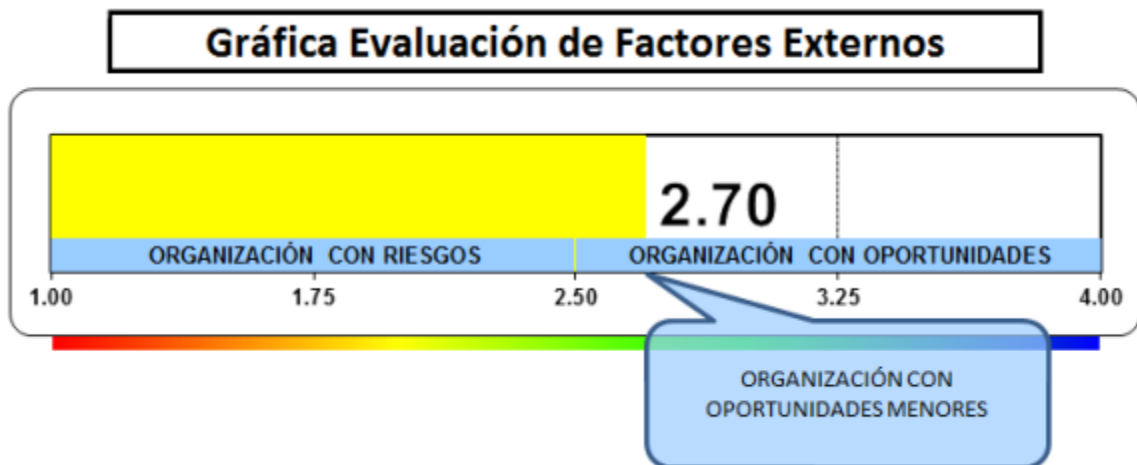 Gráfica Evaluación de Factores Externos
2.70
ORGANIZACIÓN CON RIESGOS
ORGANIZACIÓN CON OPORTUNIDADES
1.00
1.75
2.50
3.25
4.00
ORGANIZACIÓN CON
OPORTUNIDADES MENORES